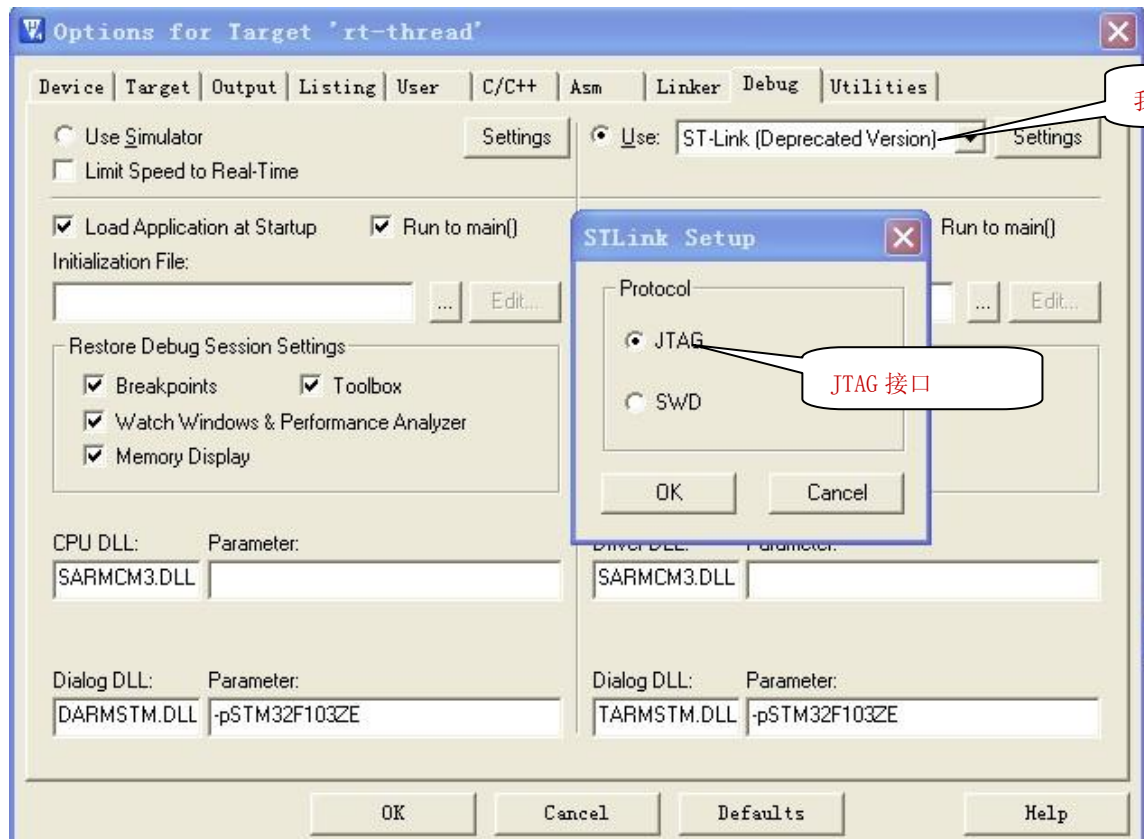 Options for Target 'rt-thread'
Device Target Output Listing User C/C++ Asm Linker Debug Utilities
Use Simulator Settings Use: ST-Link (Deprecated Version) Settings
Limit Speed to Real-Time
Load Application at Startup Run to main() Run to main()
Initialization File:
... Edit... ... Edit...
Restore Debug Session Settings
Breakpoints Toolbox
Watch Windows & Performance Analyzer
Memory Display
STLink Setup
Protocol
JTAG
JTAG 接口
SWD
OK Cancel
CPU DLL: Parameter: Driver DLL: Parameter:
SARMCM3.DLL SARMCM3.DLL
Dialog DLL: Parameter: Dialog DLL: Parameter:
DARMSTM.DLL -pSTM32F103ZE TARMSTM.DLL -pSTM32F103ZE
OK Cancel Defaults Help